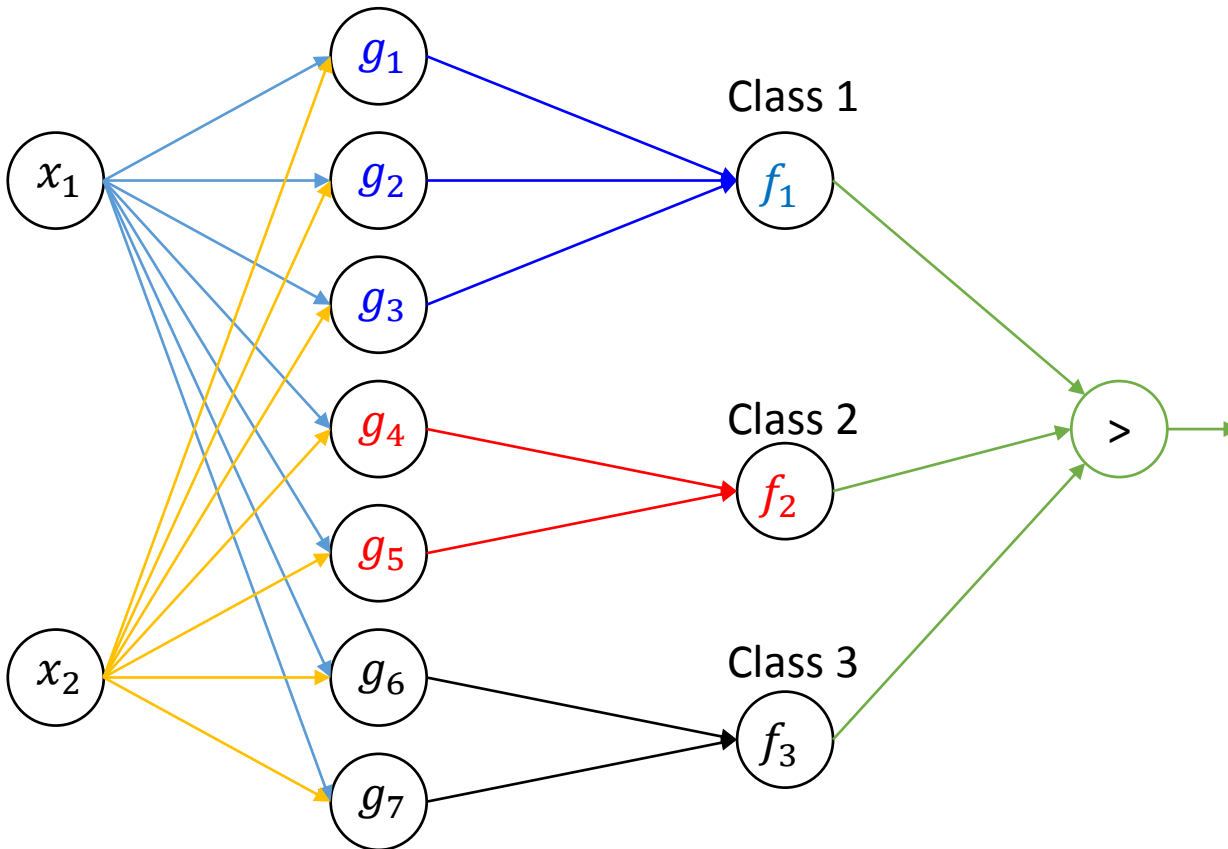 g₁
Class 1
x₁
g₂
f₁
g₃
Class 2
g₄
>
f₂
g₅
Class 3
x₂
g₆
f₃
g₇